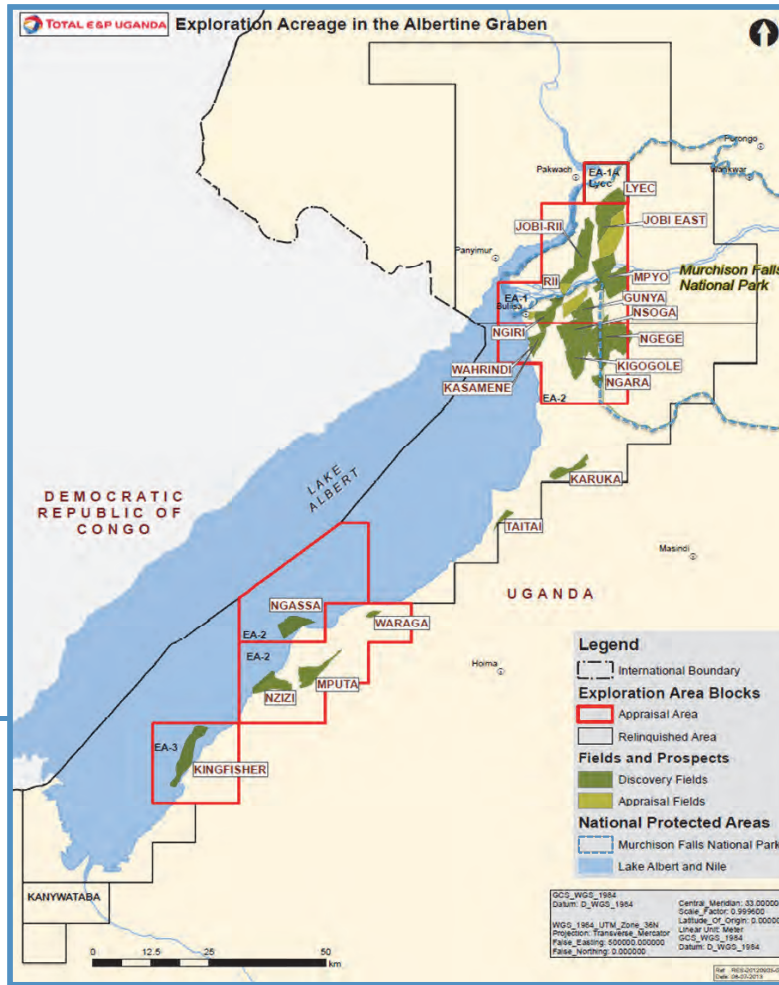 TOTAL E&P UGANDA
Exploration Acreage in the Albertine Graben
Purongo
Wankwar
Pakwach
EA-1A
Lyec
LYEC
JOBI-RII
JOBI EAST
Panyimur
MPYO
Murchison Falls
National Park
RII
EA-1
Buliisa
GUNYA
NSOGA
NGIRI
NGEGE
WAHRINDI
KIGOGOLE
KASAMENE
NGARA
EA-2
LAKE
ALBERT
KARUKA
DEMOCRATIC
REPUBLIC OF
CONGO
TAITAI
Masindi
UGANDA
NGASSA
WARAGA
EA-2
EA-2
Hoima
MPUTA
NZIZI
EA-3
KINGFISHER
KANYWATABA
0 12.5 25 50
km
Legend
International Boundary
Exploration Area Blocks
Appraisal Area
Relinquished Area
Fields and Prospects
Discovery Fields
Appraisal Fields
National Protected Areas
Murchison Falls National Park
Lake Albert and Nile
GCS_WGS_1984
Datum: D_WGS_1984
WGS_1984_UTM_Zone_36N
Projection: Transverse_Mercator
False_Easting: 500000.000000
False_Northing: 0.000000
Central_Meridian: 33.00000
Scale_Factor: 0.999600
Latitude_Of_Origin: 0.00000
Linear Unit: Meter
GCS_WGS_1984
Datum: D_WGS_1984